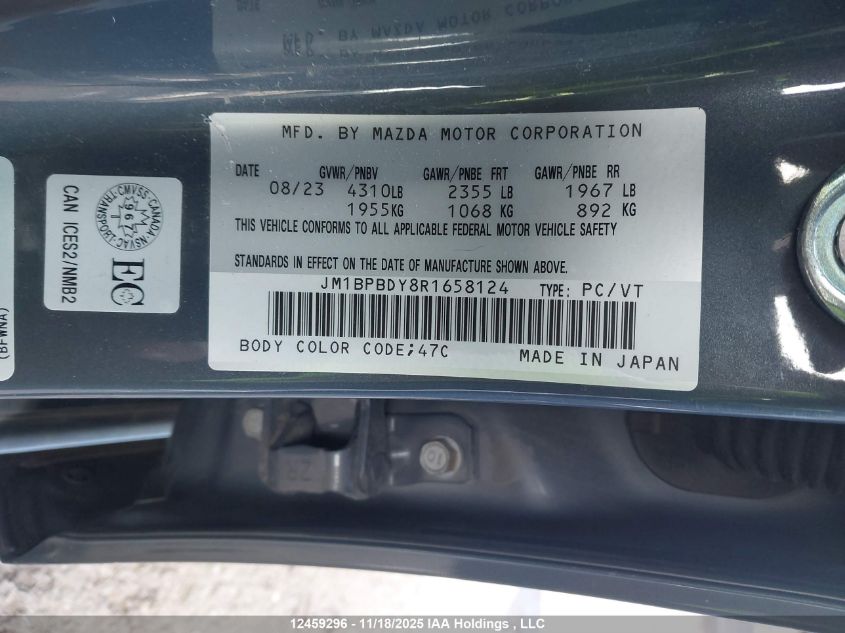 MFD. BY MAZDA MOTOR CORPORATION
DATE GVWR/PNBV GAWR/PNBE FRT GAWR/PNBE RR
08/23 4310LB 2355 LB 1967 LB
1955KG 1068 KG 892 KG
THIS VEHICLE CONFORMS TO ALL APPLICABLE FEDERAL MOTOR VEHICLE SAFETY
STANDARDS IN EFFECT ON THE DATE OF MANUFACTURE SHOWN ABOVE.
JM1BPBDY8R1658124 TYPE: PC/VT
BODY COLOR CODE;47C MADE IN JAPAN
CAN ICES2/NMB2
EC
(BFWNA)
ZR
12459296 - 11/18/2025 IAA Holdings , LLC